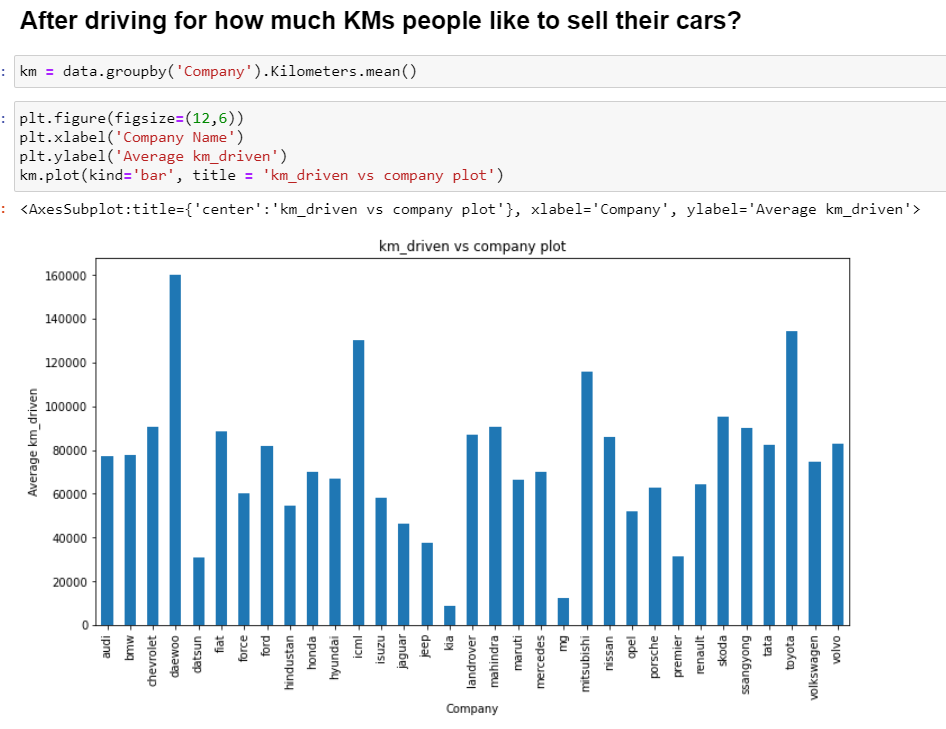 After driving for how much KMs people like to sell their cars?
: km = data.groupby('Company').Kilometers.mean()
: plt.figure(figsize=(12,6))
plt.xlabel('Company Name')
plt.ylabel('Average km_driven')
km.plot(kind='bar', title = 'km_driven vs company plot')
: <AxesSubplot:title={'center':'km_driven vs company plot'}, xlabel='Company', ylabel='Average km_driven'>
km_driven vs company plot
Average km_driven
160000
140000
120000
100000
80000
60000
40000
20000
0
audi
bmw
chevrolet
daewoo
datsun
fiat
force
ford
hindustan
honda
hyundai
icml
isuzu
jaguar
jeep
kia
landrover
mahindra
maruti
mercedes
mg
mitsubishi
nissan
opel
porsche
premier
renault
skoda
ssangyong
tata
toyota
volkswagen
volvo
Company